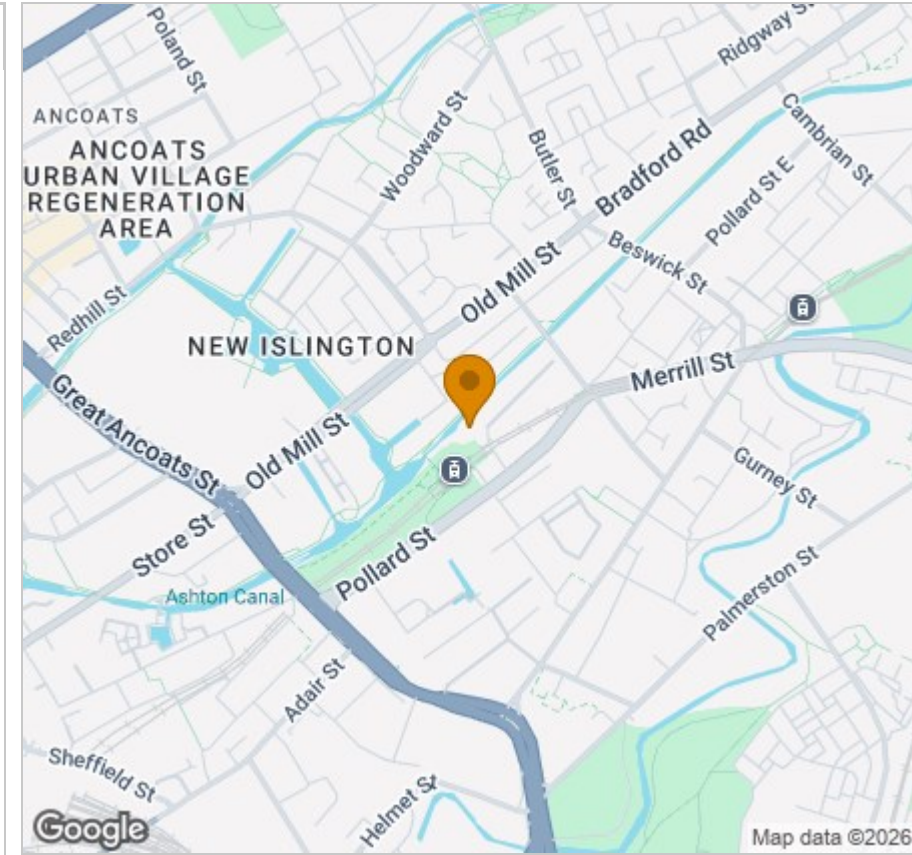 Poland St
Ridgway St
ANCOATS
ANCOATS
URBAN VILLAGE
REGENERATION
AREA
Woodward St
Butler St
Bradford Rd
Cambrian St
Pollard St E
Beswick St
Redhill St
Old Mill St
NEW ISLINGTON
Merrill St
Great Ancoats St
Old Mill St
Gurney St
Store St
Pollard St
Palmerston St
Ashton Canal
Adair St
Sheffield St
Helmet St
Google
Map data ©2026